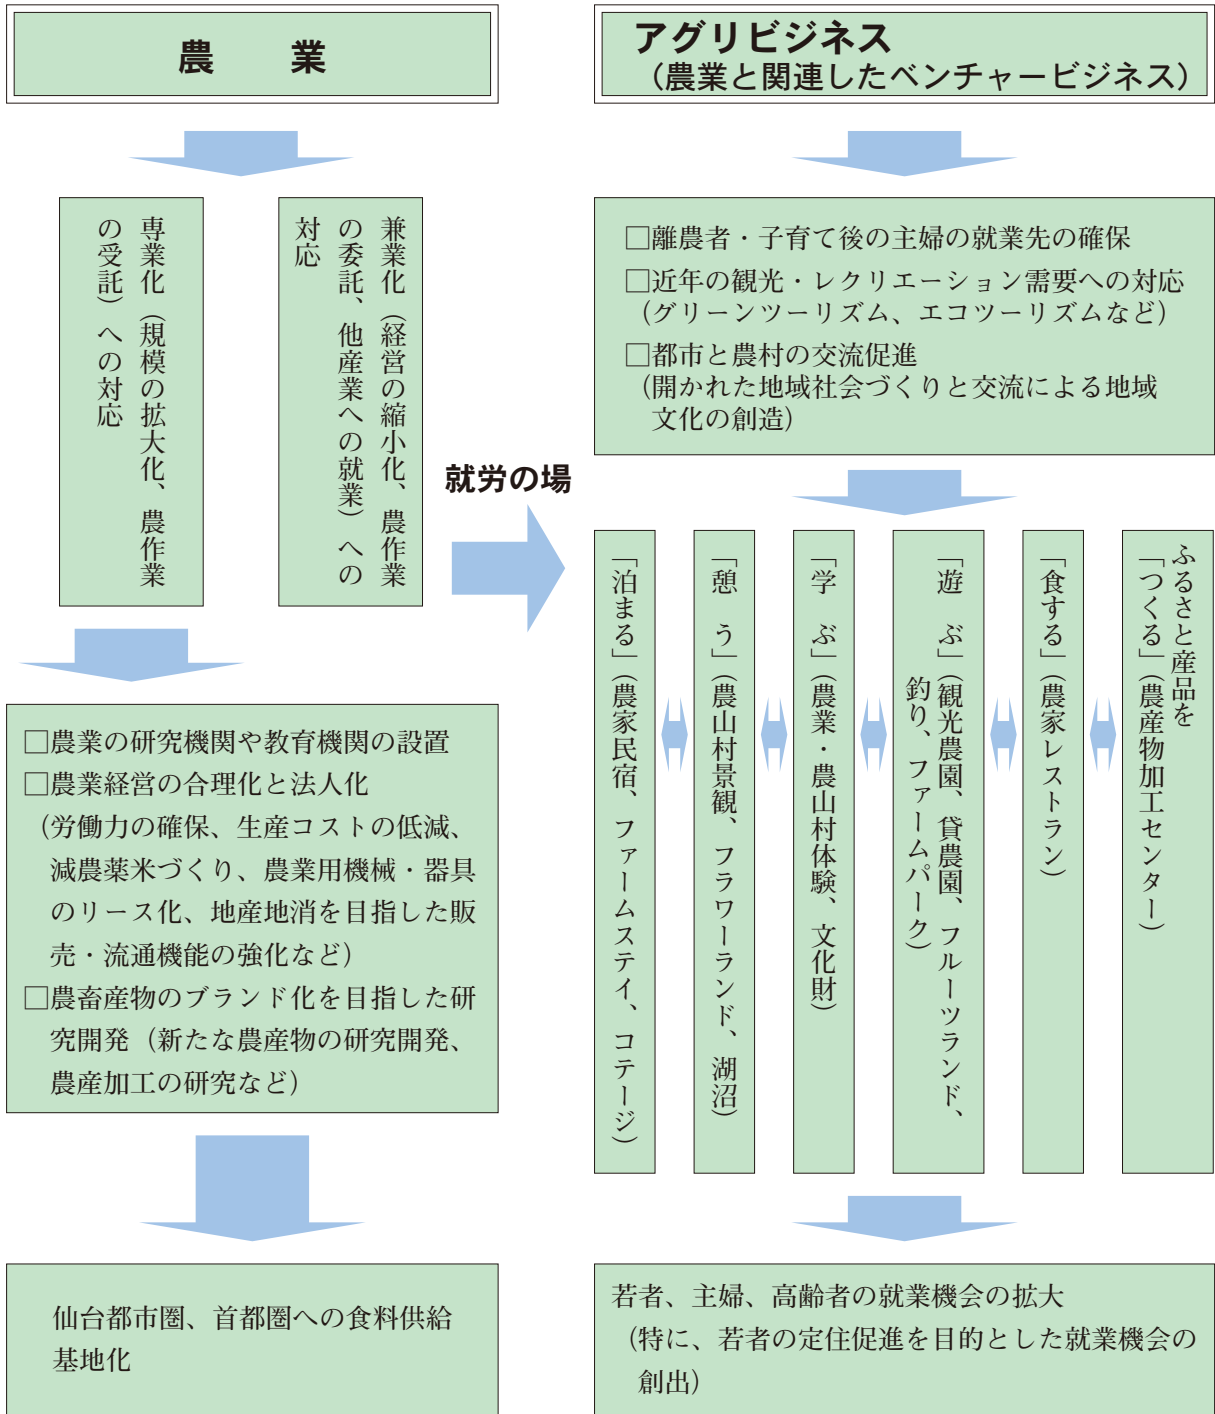 農　業
アグリビジネス
（農業と関連したベンチャービジネス）
専業化（規模の拡大化、農作業
の受託）への対応
兼業化（経営の縮小化、農作業
の委託、他産業への就業）への
対応
就労の場
□農業の研究機関や教育機関の設置
□農業経営の合理化と法人化
（労働力の確保、生産コストの低減、
減農薬米づくり、農業用機械・器具
のリース化、地産地消を目指した販
売・流通機能の強化など）
□農畜産物のブランド化を目指した研
究開発（新たな農産物の研究開発、
農産加工の研究など）
仙台都市圏、首都圏への食料供給
基地化
□離農者・子育て後の主婦の就業先の確保
□近年の観光・レクリエーション需要への対応
（グリーンツーリズム、エコツーリズムなど）
□都市と農村の交流促進
（開かれた地域社会づくりと交流による地域
文化の創造）
「泊まる」（農家民宿、ファームステイ、コテージ）
「憩　う」（農山村景観、フラワーランド、湖沼）
「学　ぶ」（農業・農山村体験、文化財）
「遊　ぶ」（観光農園、貸農園、フルーツランド、
釣り、ファームパーク）
「食する」（農家レストラン）
ふるさと産品を
「つくる」（農産物加工センター）
若者、主婦、高齢者の就業機会の拡大
（特に、若者の定住促進を目的とした就業機会の
創出）